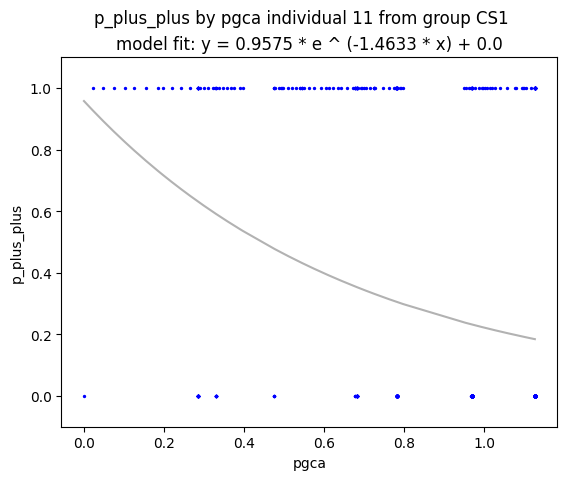 p_plus_plus by pgca individual 11 from group CS1
model fit: y = 0.9575 * e ^ (-1.4633 * x) + 0.0
1.0
0.8
0.6
0.4
0.2
0.0
p_plus_plus
0.0 0.2 0.4 0.6 0.8 1.0
pgca